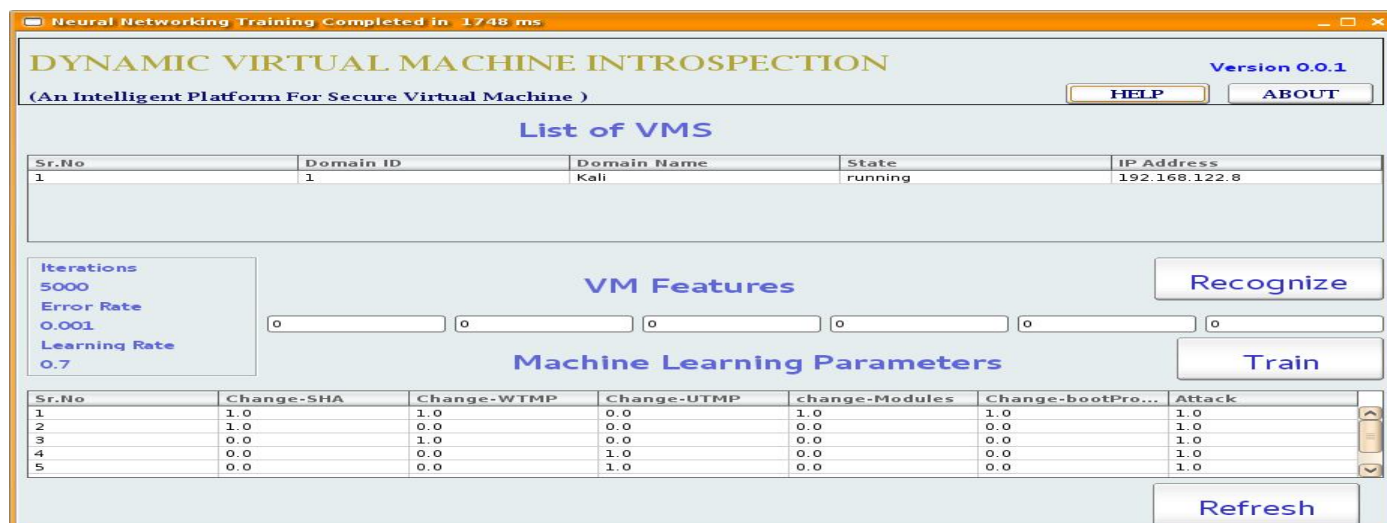 Neural Networking Training Completed in 1748 ms
DYNAMIC VIRTUAL MACHINE INTROSPECTION
Version 0.0.1
(An Intelligent Platform For Secure Virtual Machine )
HELP ABOUT
List of VMS
Sr.No Domain ID Domain Name State IP Address
1 1 Kali running 192.168.122.8
Iterations
5000
Error Rate
0.001
Learning Rate
0.7
VM Features
Recognize
0 0 0 0 0 0
Machine Learning Parameters
Train
Sr.No Change-SHA Change-WTMP Change-UTMP change-Modules Change-bootPro... Attack
1 1.0 1.0 0.0 1.0 1.0 1.0
2 1.0 0.0 0.0 0.0 0.0 1.0
3 0.0 1.0 0.0 0.0 0.0 1.0
4 0.0 0.0 1.0 0.0 0.0 1.0
5 0.0 0.0 1.0 0.0 0.0 1.0
Refresh